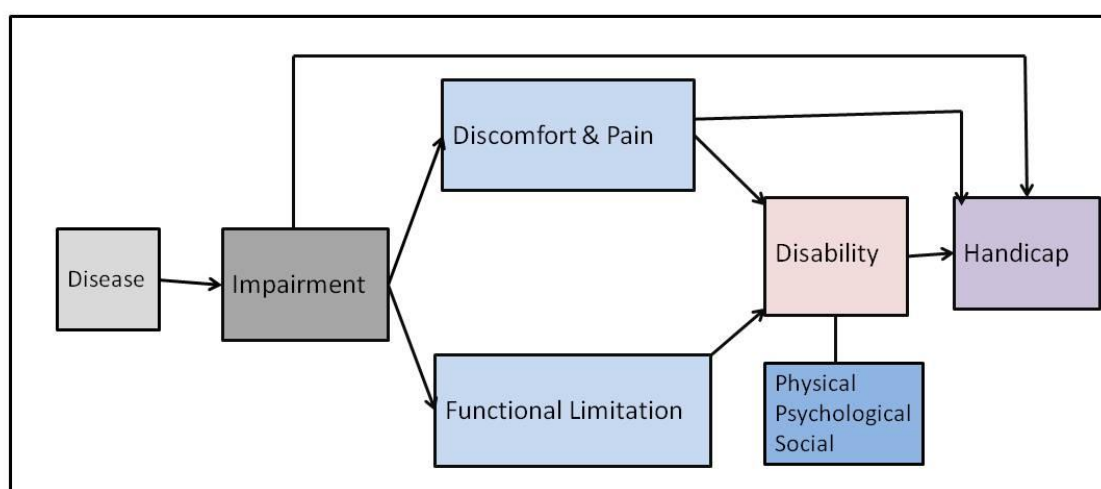 Disease
Impairment
Discomfort & Pain
Functional Limitation
Disability
Physical
Psychological
Social
Handicap